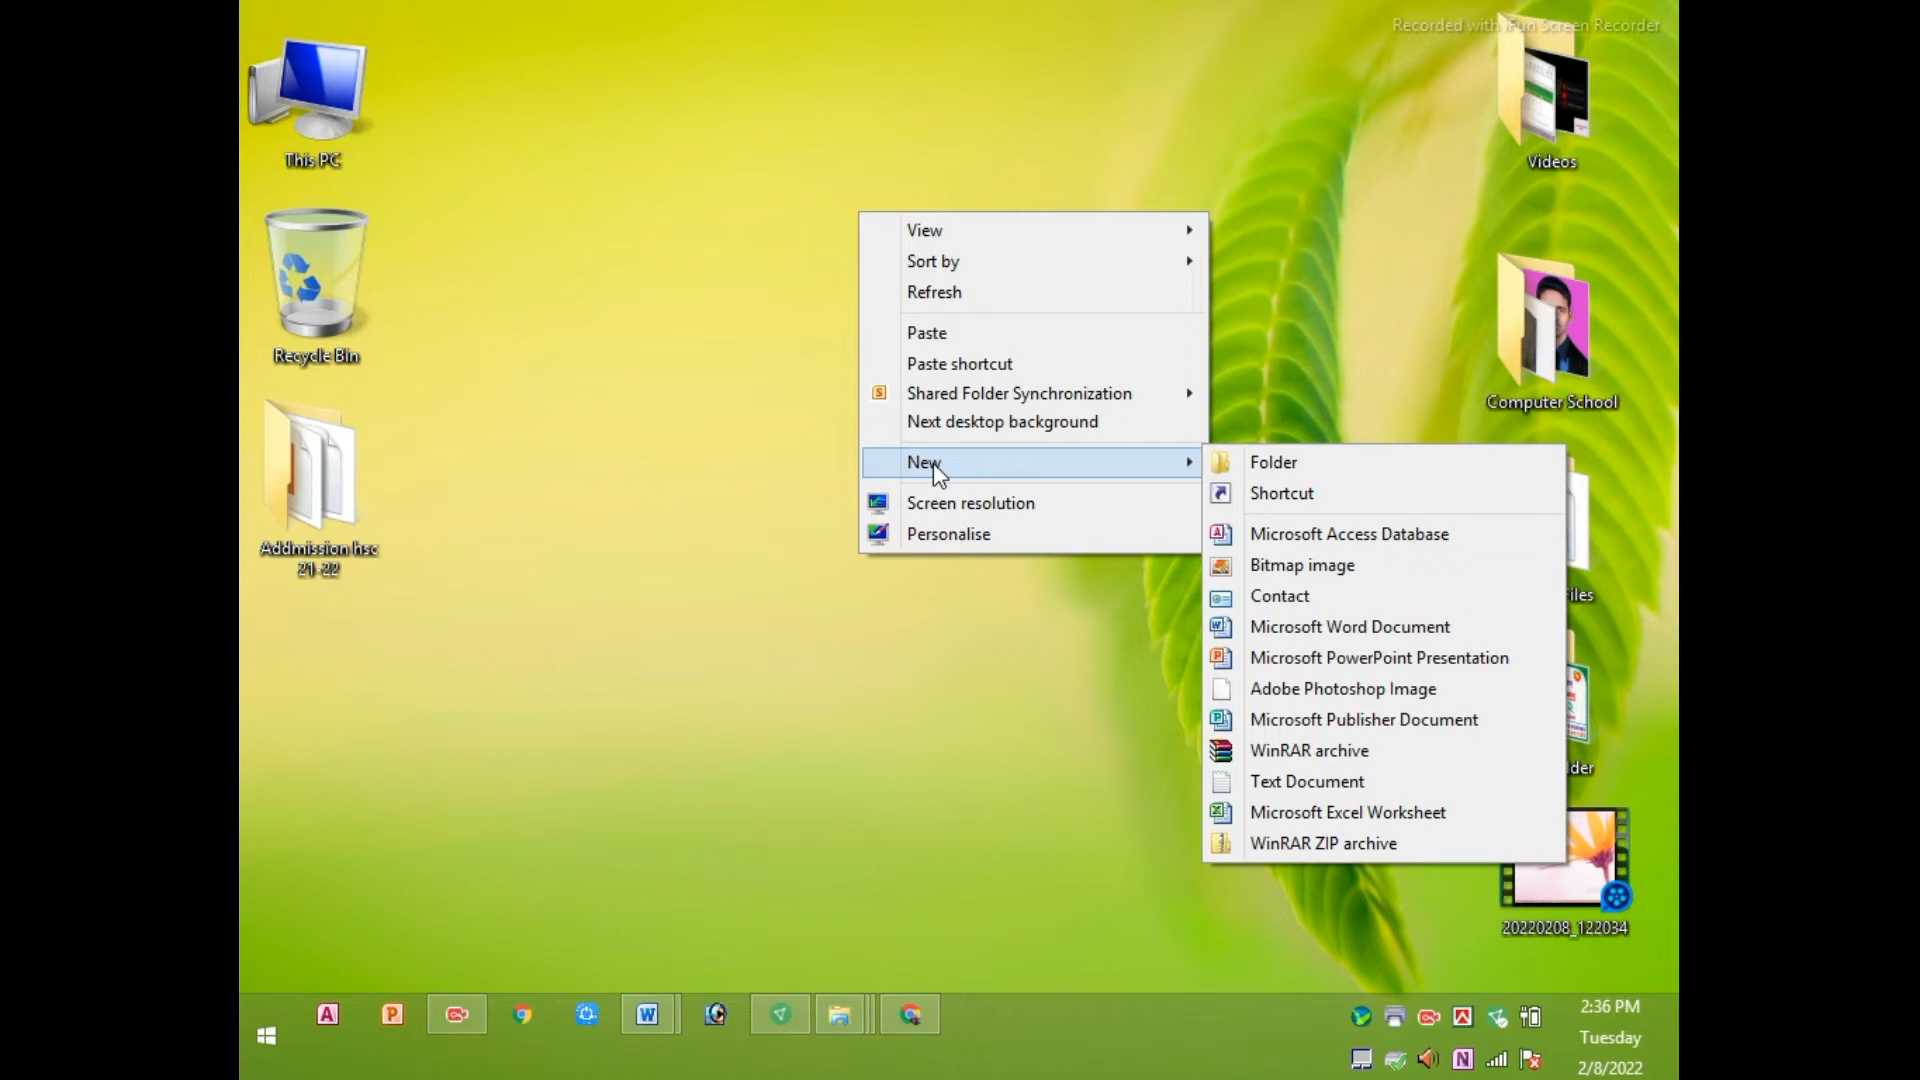 Recorded with iFun Screen Recorder
This PC
Recycle Bin
Addmission hsc
21-22
View
Sort by
Refresh
Paste
Paste shortcut
Shared Folder Synchronization
Next desktop background
New
Screen resolution
Personalise
Folder
Shortcut
Microsoft Access Database
Bitmap image
Contact
Microsoft Word Document
Microsoft PowerPoint Presentation
Adobe Photoshop Image
Microsoft Publisher Document
WinRAR archive
Text Document
Microsoft Excel Worksheet
WinRAR ZIP archive
Videos
Computer School
20220208_122034
2:36 PM
Tuesday
2/8/2022